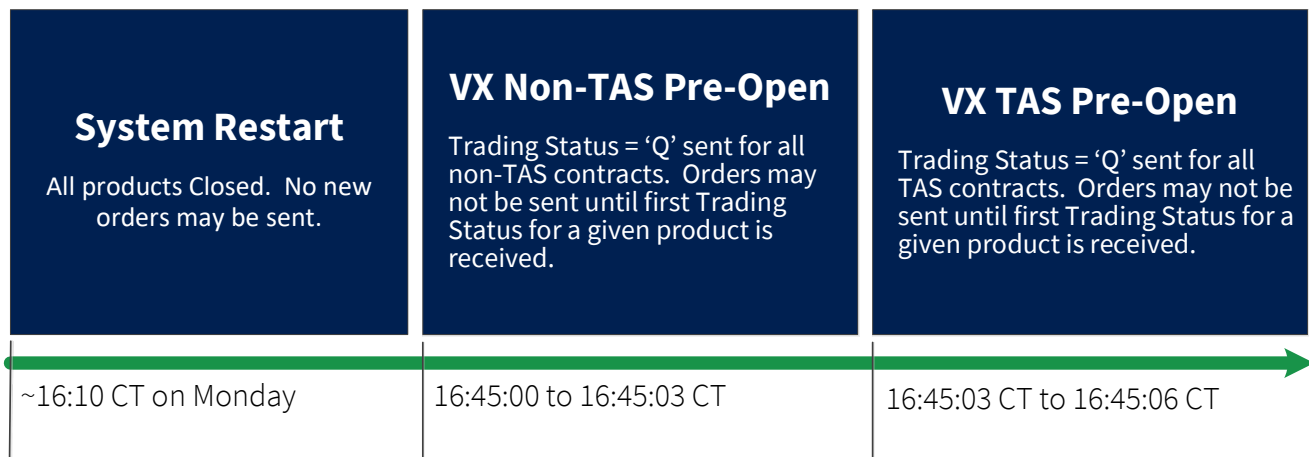 System Restart
All products Closed.  No new
orders may be sent.
VX Non-TAS Pre-Open
Trading Status = ‘Q’ sent for all
non-TAS contracts.  Orders may
not be sent until first Trading
Status for a given product is
received.
VX TAS Pre-Open
Trading Status = ‘Q’ sent for all
TAS contracts.  Orders may not be
sent until first Trading Status for a
given product is received.
~16:10 CT on Monday
16:45:00 to 16:45:03 CT
16:45:03 CT to 16:45:06 CT